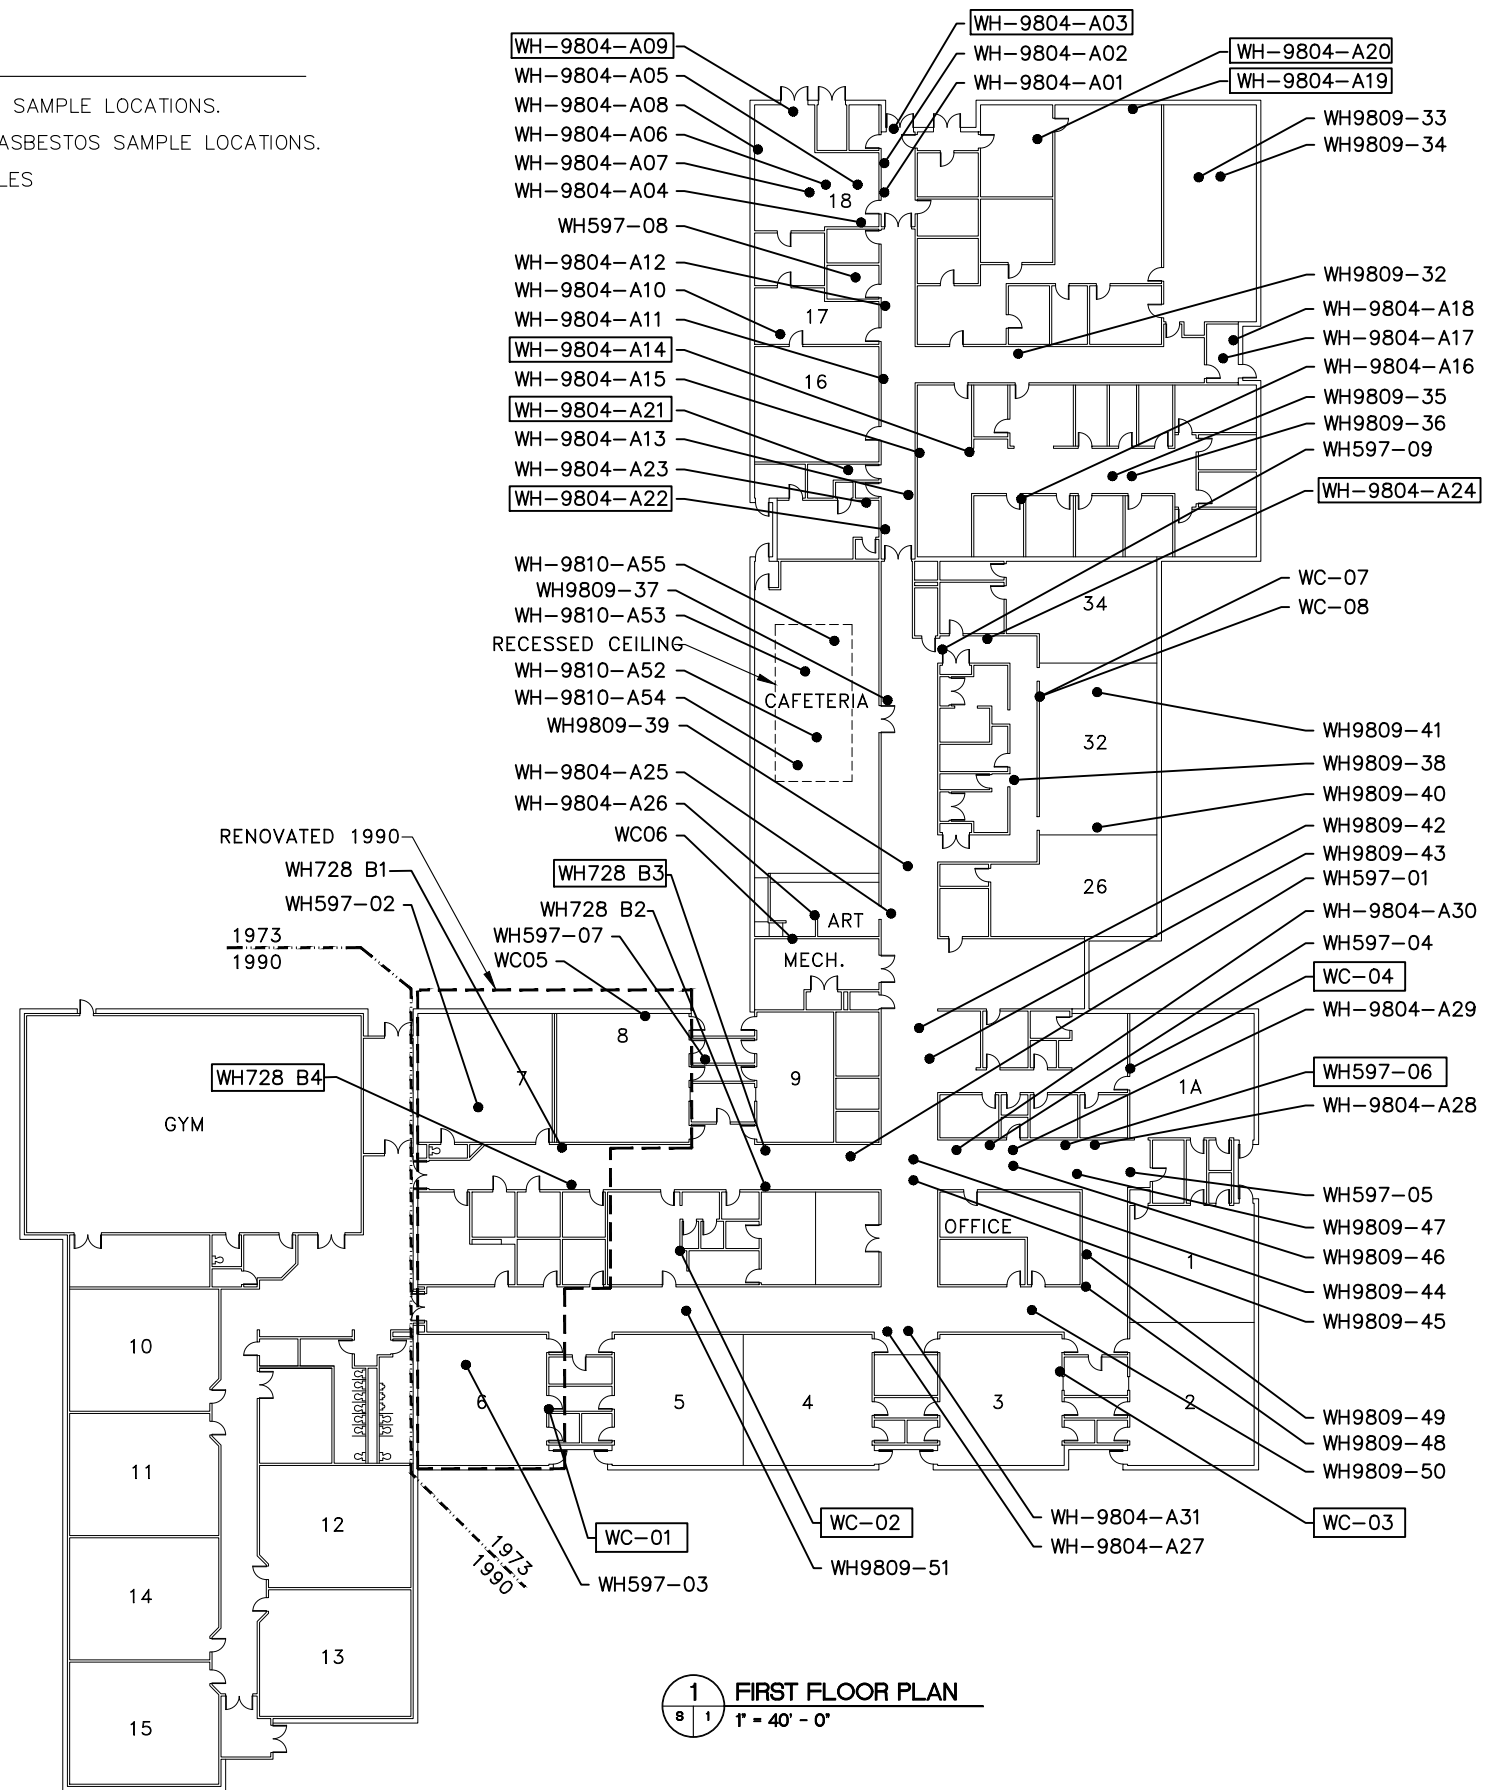 SAMPLE LOCATIONS.
ASBESTOS SAMPLE LOCATIONS.
LES
WH-9804-A09
WH-9804-A05
WH-9804-A08
WH-9804-A06
WH-9804-A07
WH-9804-A04
WH597-08
WH-9804-A12
WH-9804-A10
WH-9804-A11
WH-9804-A14
WH-9804-A15
WH-9804-A21
WH-9804-A13
WH-9804-A23
WH-9804-A22
WH-9810-A55
WH9809-37
WH-9810-A53
RECESSED CEILING
WH-9810-A52
WH-9810-A54
WH9809-39
WH-9804-A25
WH-9804-A26
WC06
WH-9804-A03
WH-9804-A02
WH-9804-A01
WH-9804-A20
WH-9804-A19
WH9809-33
WH9809-34
WH9809-32
WH-9804-A18
WH-9804-A17
WH-9804-A16
WH9809-35
WH9809-36
WH597-09
WH-9804-A24
WC-07
WC-08
WH9809-41
WH9809-38
WH9809-40
WH9809-42
WH9809-43
WH597-01
WH-9804-A30
WH597-04
WC-04
WH-9804-A29
WH597-06
WH-9804-A28
WH597-05
WH9809-47
WH9809-46
WH9809-44
WH9809-45
WH9809-49
WH9809-48
WH9809-50
WC-03
18
17
16
34
CAFETERIA
32
26
ART
MECH.
RENOVATED 1990
WH728 B1
WH597-02
WH728 B3
WH728 B2
WH597-07
WC05
1973
1990
8
7
9
1A
WH728 B4
GYM
OFFICE
1
10
6
5
4
3
2
11
12
14
13
15
1973
1990
WC-01
WH597-03
WC-02
WH9809-51
WH-9804-A31
WH-9804-A27
1
S 1
FIRST FLOOR PLAN
1" = 40' - 0"